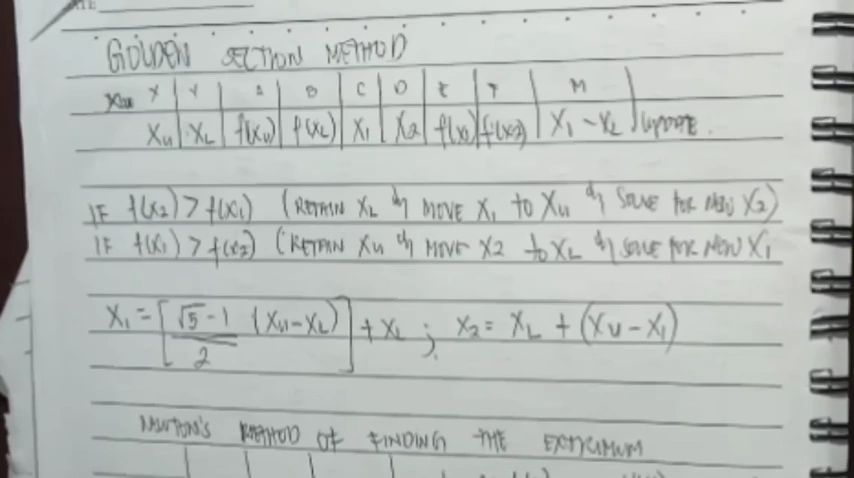 GOLDEN SECTION METHOD
X Y A B C D E F M
Xu XL f(Xu) f(XL) X1 X2 f(X1) f(X2) X1 - XL UPDATE.
IF f(X2) > f(X1) (RETAIN XL & MOVE X1 to Xu & SOLVE FOR NEW X2)
IF f(X1) > f(X2) (RETAIN Xu & MOVE X2 to XL & SOLVE FOR NEW X1
X1 = [√5 - 1 / 2 (Xu - XL)] + XL ; X2 = XL + (Xu - X1)
NEWTON'S METHOD OF FINDING THE EXTREMUM